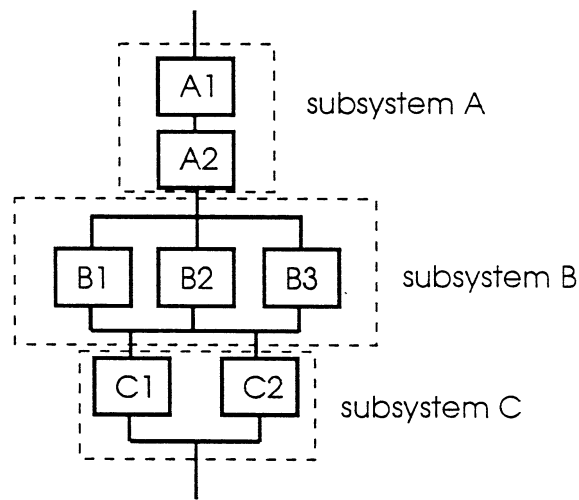 A1
subsystem A
A2
B1 B2 B3 subsystem B
C1 C2 subsystem C